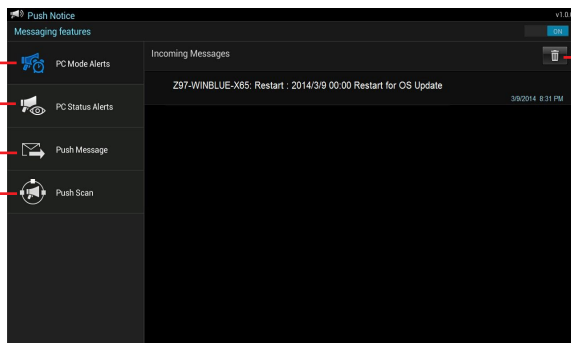 Push Notice
v1.0.
Messaging features
ON
PC Mode Alerts
Incoming Messages
Z97-WINBLUE-X65: Restart : 2014/3/9 00:00 Restart for OS Update
3/9/2014 8:31 PM
PC Status Alerts
Push Message
Push Scan